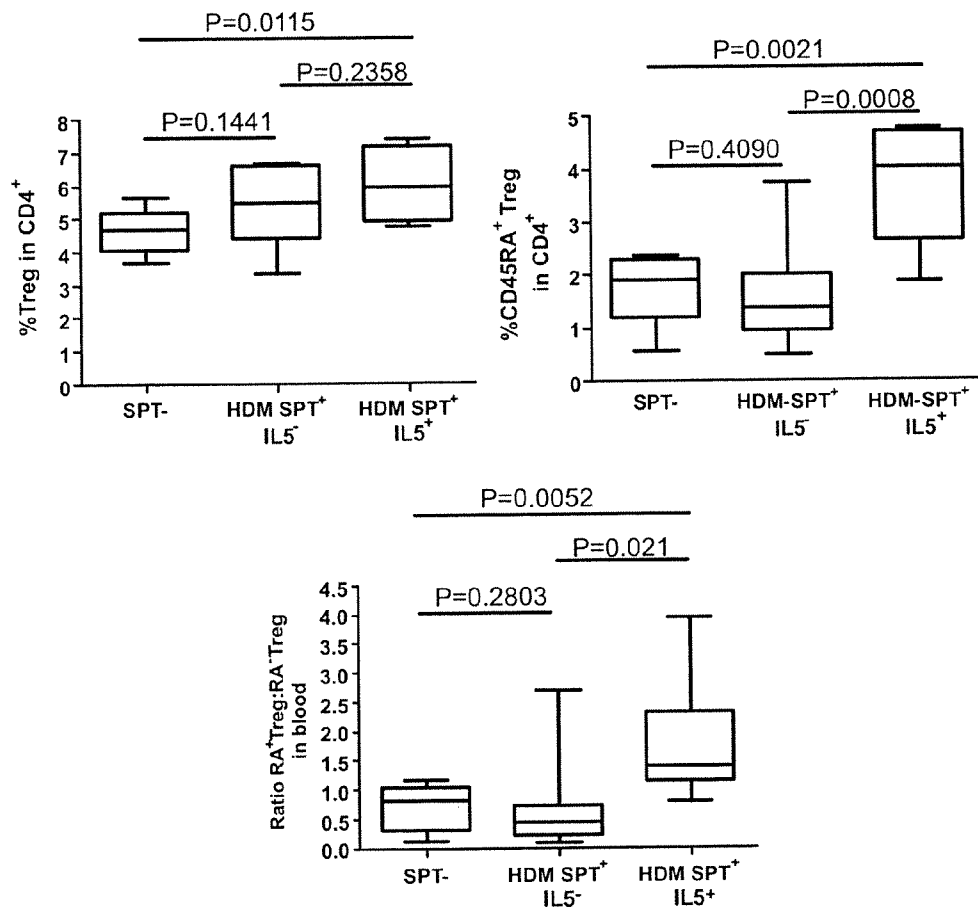 P=0.0115
P=0.2358
P=0.1441
8
7
6
5
4
3
2
1
0
%Treg in CD4⁺
SPT-
HDM SPT⁺
IL5⁻
HDM SPT⁺
IL5⁺
P=0.0021
P=0.0008
P=0.4090
5
4
3
2
1
0
%CD45RA⁺ Treg
in CD4⁺
SPT-
HDM-SPT⁺
IL5⁻
HDM-SPT⁺
IL5⁺
P=0.0052
P=0.021
P=0.2803
4.5
4.0
3.5
3.0
2.5
2.0
1.5
1.0
0.5
0.0
Ratio RA⁺Treg:RA⁻Treg
in blood
SPT-
HDM SPT⁺
IL5-
HDM SPT⁺
IL5+